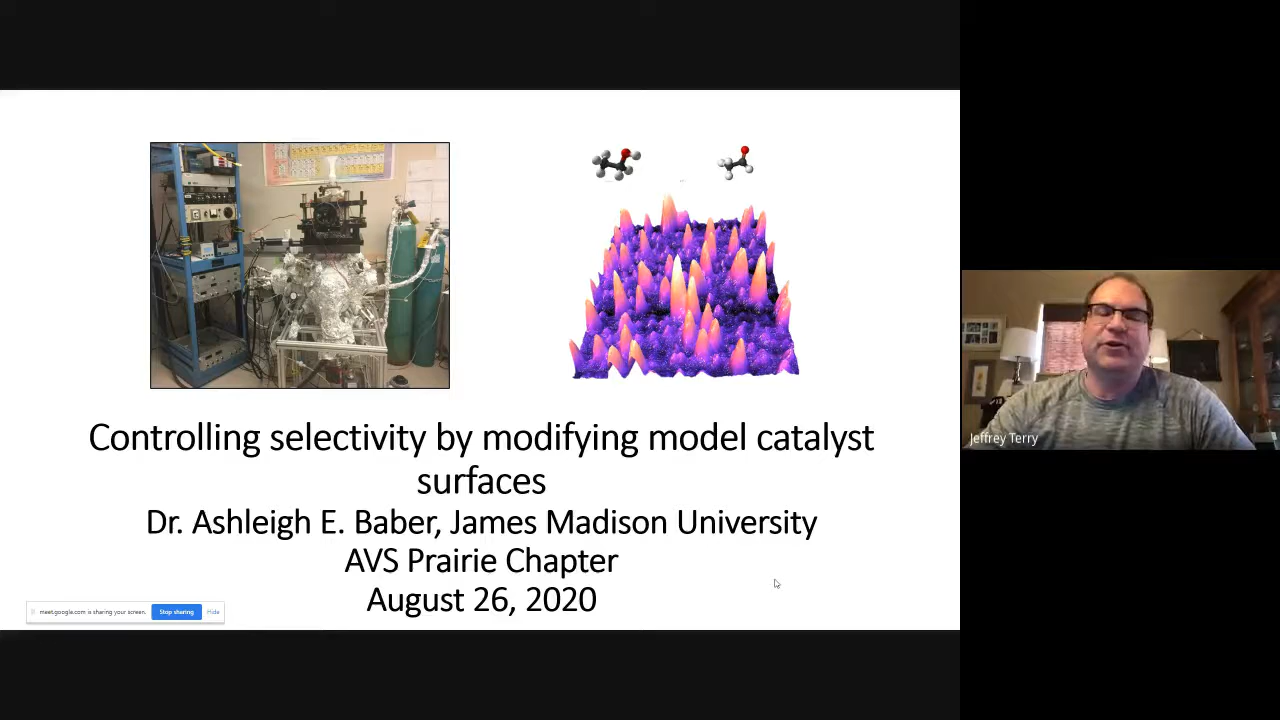 Controlling selectivity by modifying model catalyst
surfaces
Dr. Ashleigh E. Baber, James Madison University
AVS Prairie Chapter
August 26, 2020
meet.google.com is sharing your screen.
Stop sharing
Hide
Jeffrey Terry